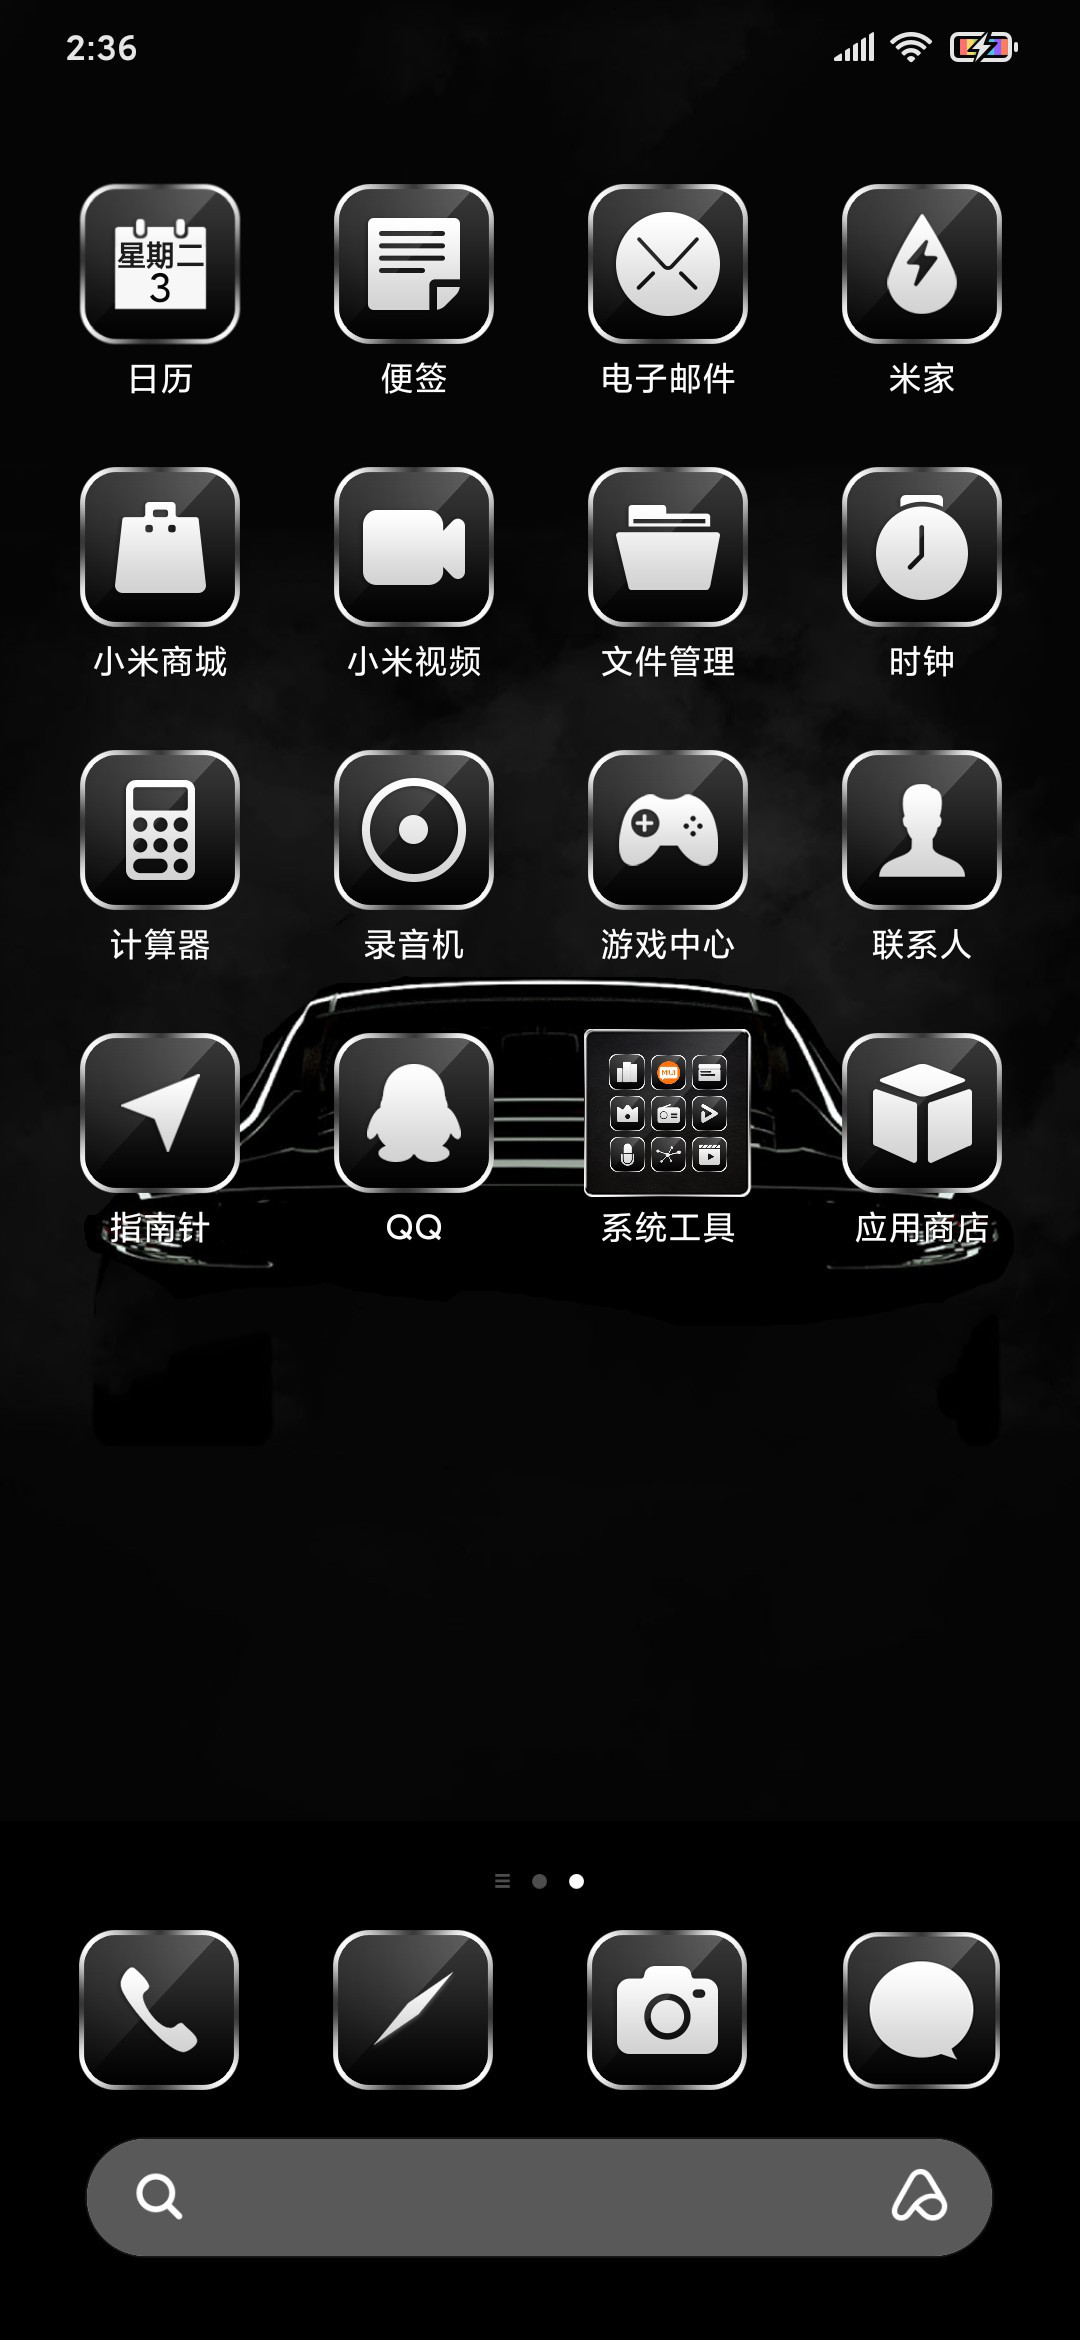 2:36
星期二
3
日历
便签
电子邮件
米家
小米商城
小米视频
文件管理
时钟
计算器
录音机
游戏中心
联系人
指南针
QQ
系统工具
应用商店